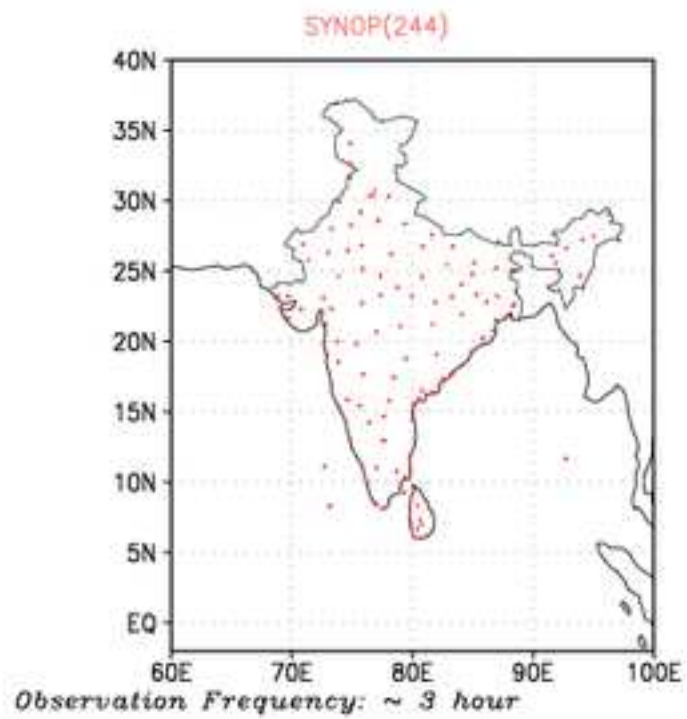 SYNOP(244)
40N
35N
30N
25N
20N
15N
10N
5N
EQ
60E 70E 80E 90E 100E
Observation Frequency: ~ 3 hour